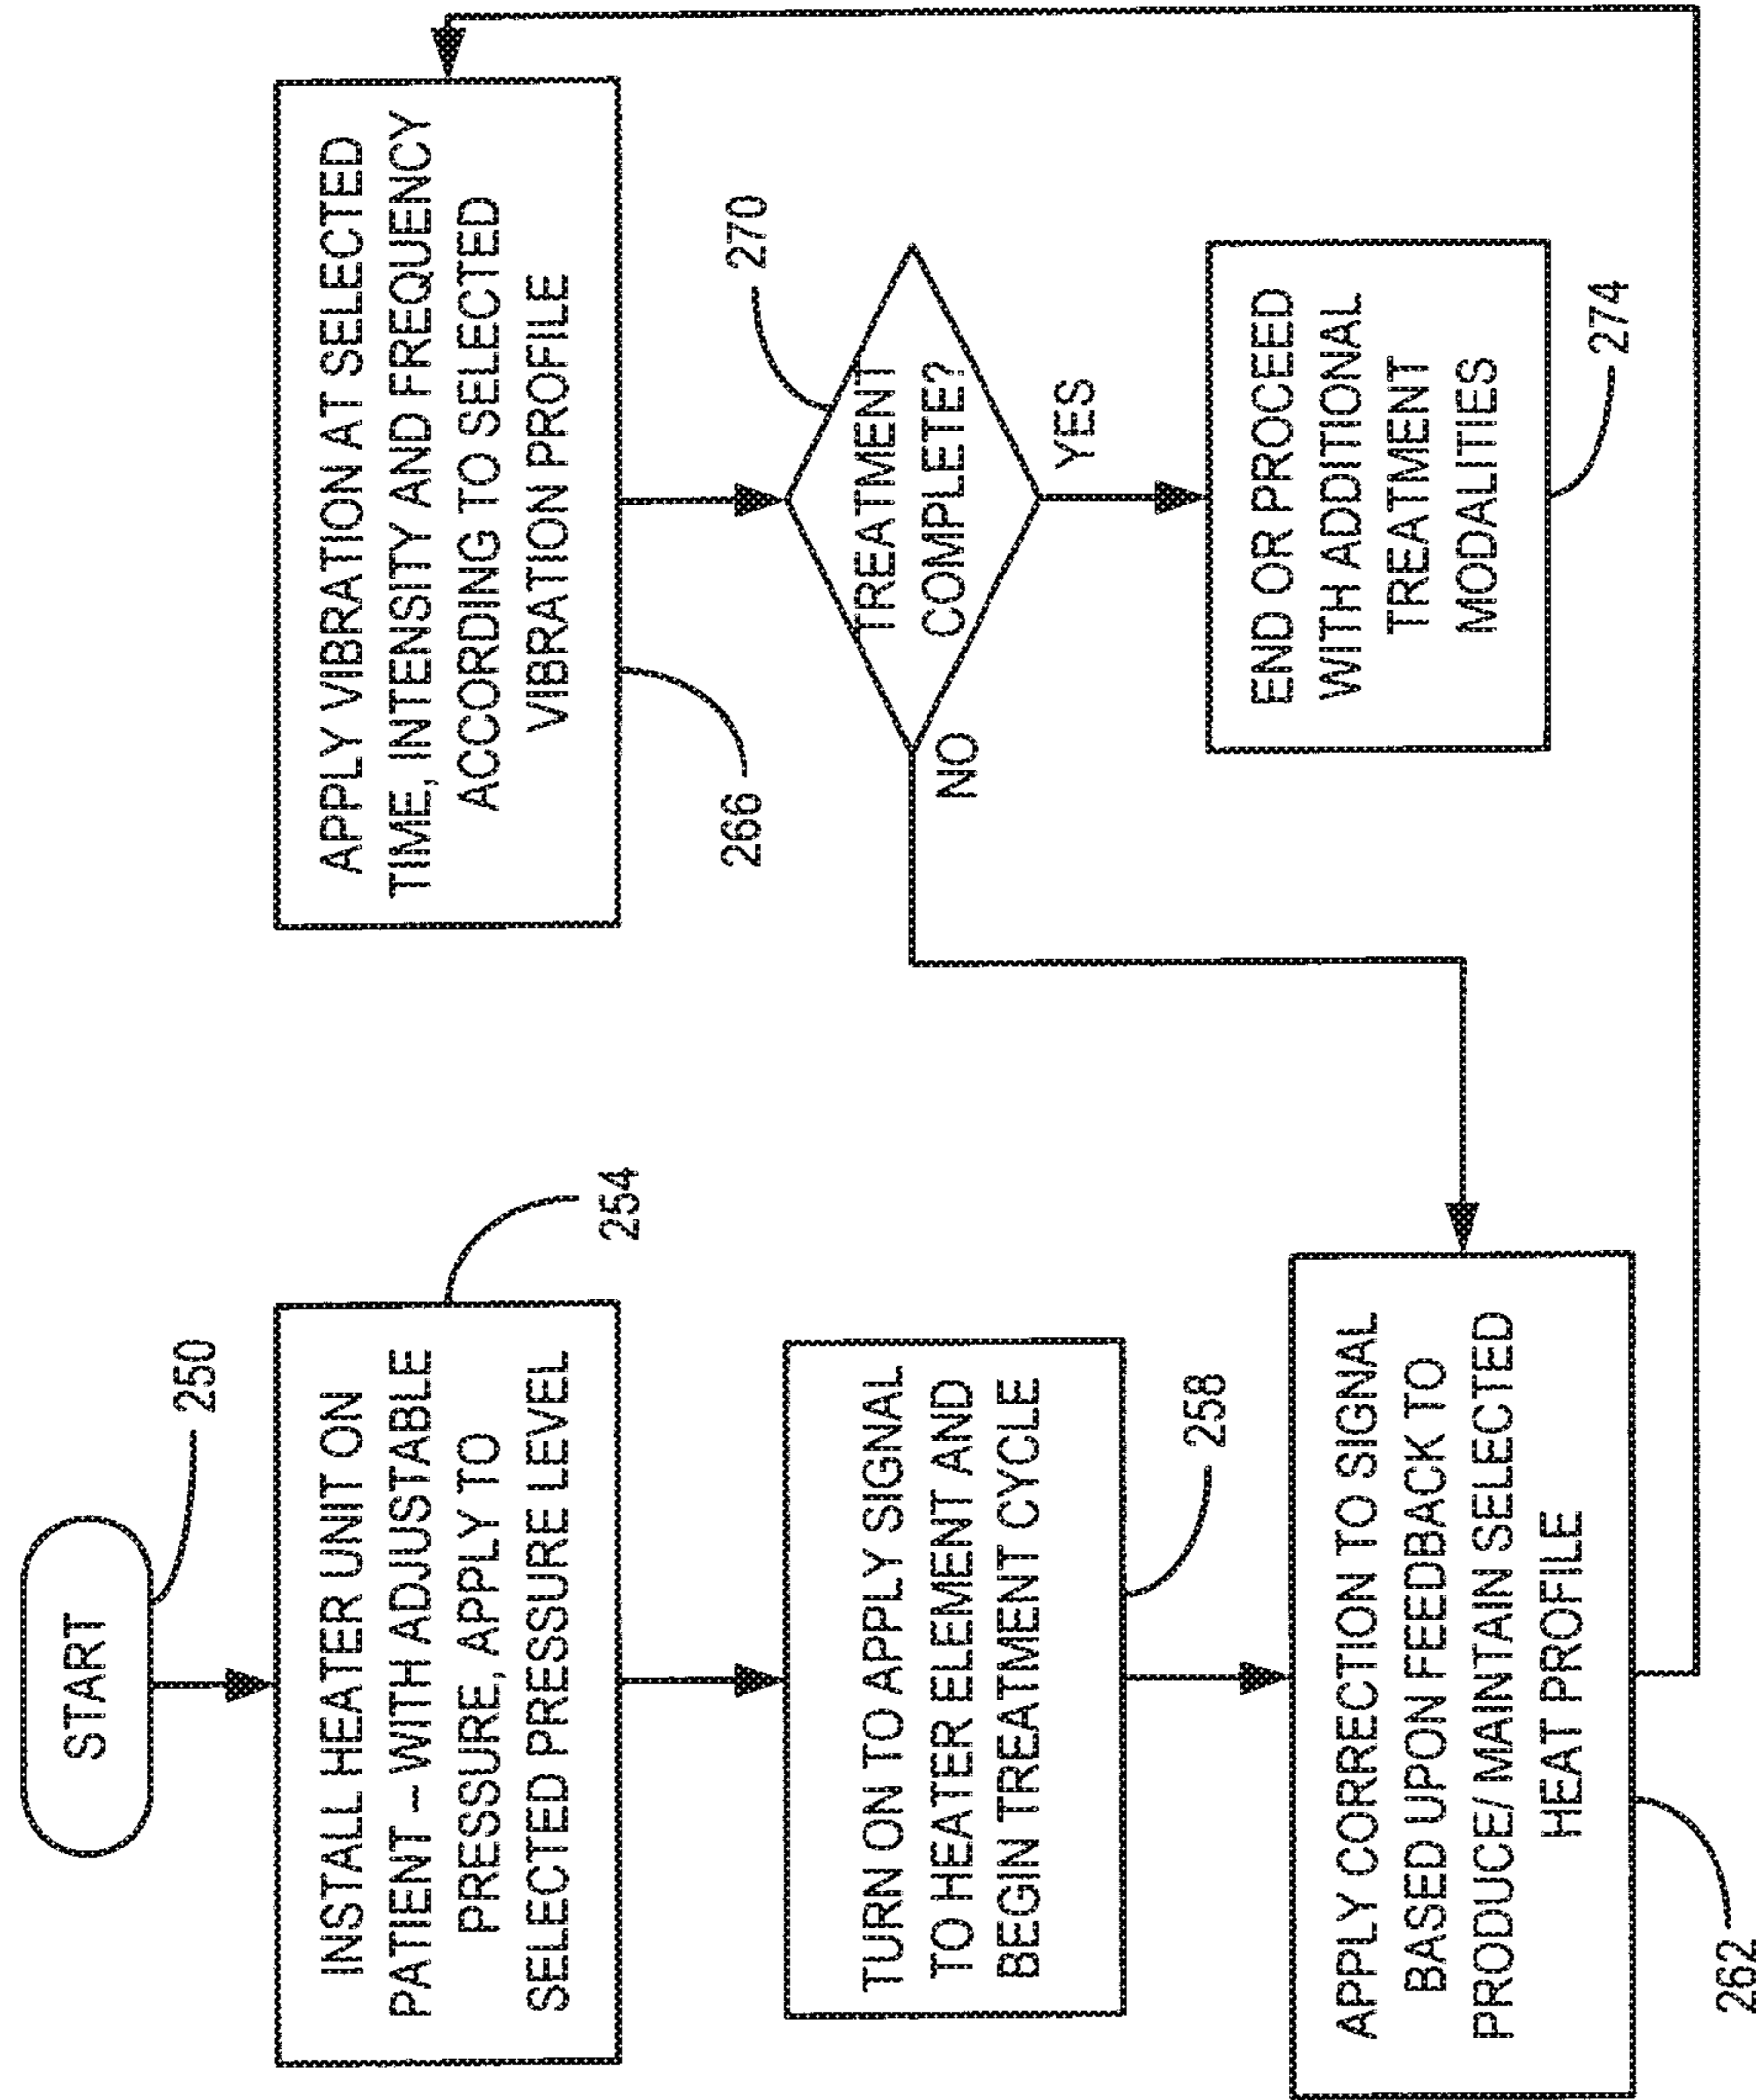 START
250
INSTALL HEATER UNIT ON
PATIENT – WITH ADJUSTABLE
PRESSURE, APPLY TO
SELECTED PRESSURE LEVEL
254
TURN ON TO APPLY SIGNAL
TO HEATER ELEMENT AND
BEGIN TREATMENT CYCLE
258
APPLY CORRECTION TO SIGNAL
BASED UPON FEEDBACK TO
PRODUCE/ MAINTAIN SELECTED
HEAT PROFILE
262
APPLY VIBRATION AT SELECTED
TIME, INTENSITY AND FREQUENCY
ACCORDING TO SELECTED
VIBRATION PROFILE
266
270
TREATMENT
COMPLETE?
NO
YES
END OR PROCEED
WITH ADDITIONAL
TREATMENT
MODALITIES
274